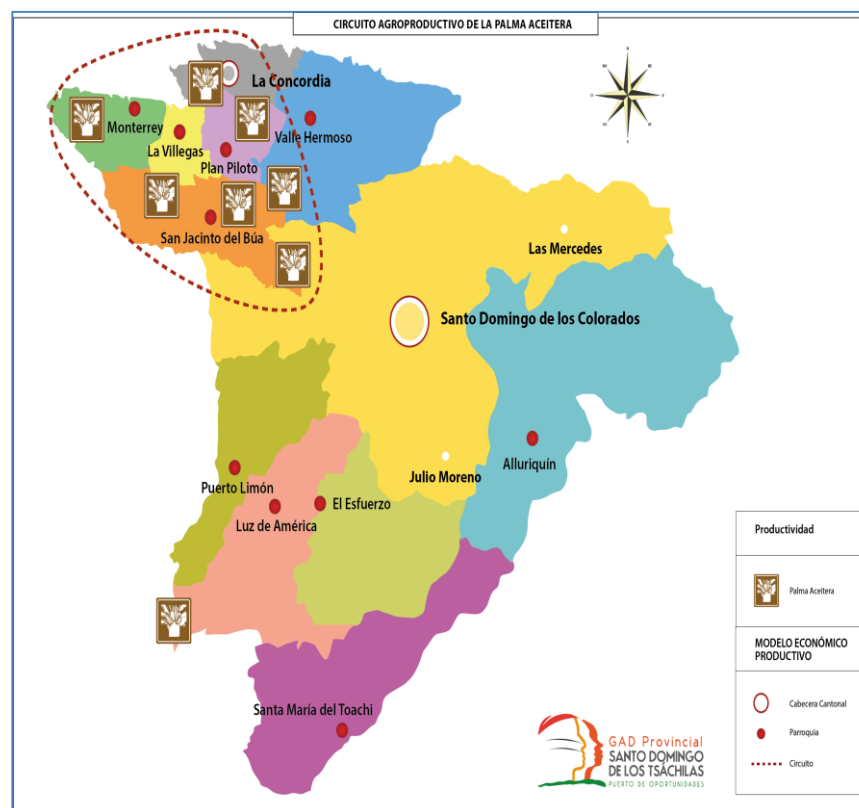 CIRCUITO AGROPRODUCTIVO DE LA PALMA ACEITERA
La Concordia
Monterrey
Valle Hermoso
La Villegas
Plan Piloto
San Jacinto del Búa
Las Mercedes
Santo Domingo de los Colorados
Alluriquín
Julio Moreno
Puerto Limón
El Esfuerzo
Luz de América
Santa María del Toachi
Productividad
Palma Aceitera
MODELO ECONÓMICO
PRODUCTIVO
Cabecera Cantonal
Parroquia
Circuito
GAD Provincial
SANTO DOMINGO
DE LOS TSÁCHILAS
PUERTO DE OPORTUNIDADES